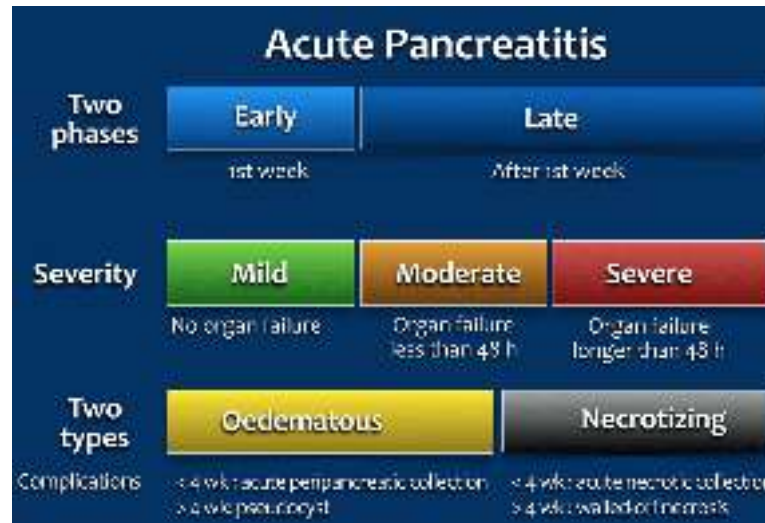 Acute Pancreatitis
Two phases
Early
Late
1st week
After 1st week
Severity
Mild
Moderate
Severe
No organ failure
Organ failure
less than 48 h
Organ failure
longer than 48 h
Two types
Oedematous
Necrotizing
Complications
< 4 wk: acute peripancreatic collection
> 4 wk: pseudocyst
< 4 wk: acute necrotic collection
> 4 wk: walled off necrosis